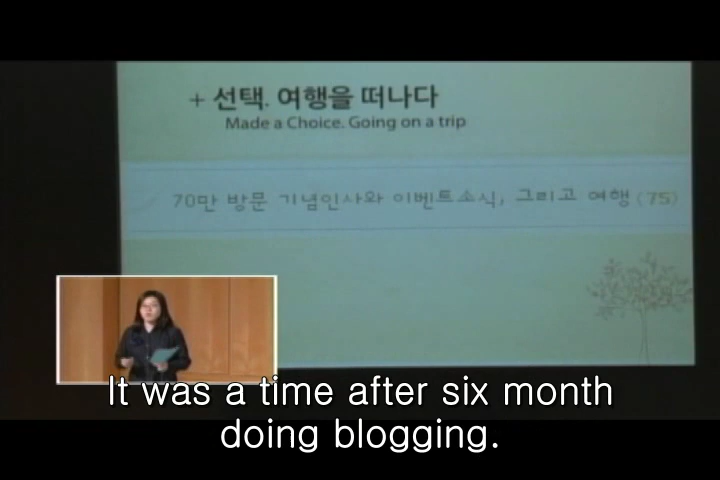 + 선택. 여행을 떠나다
Made a Choice. Going on a trip
70만 방문 기념인사와 이벤트소식, 그리고 여행 (75)
It was a time after six month
doing blogging.